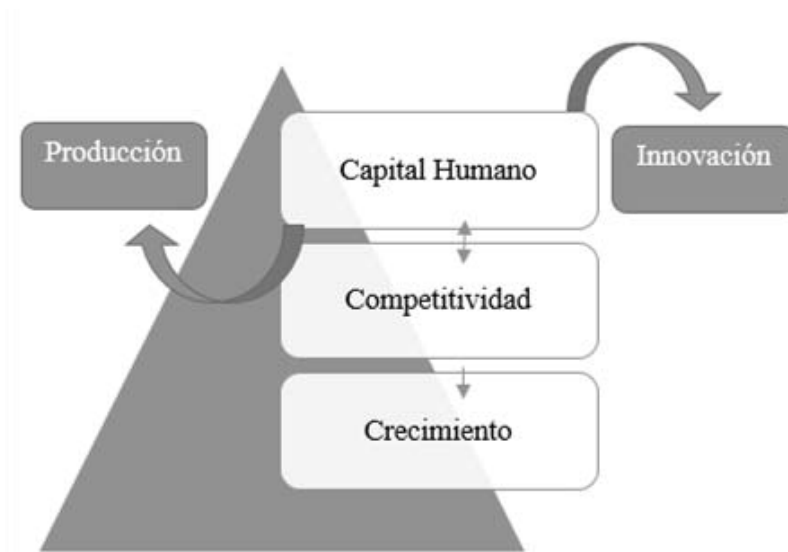 Producción
Capital Humano
Innovación
Competitividad
Crecimiento